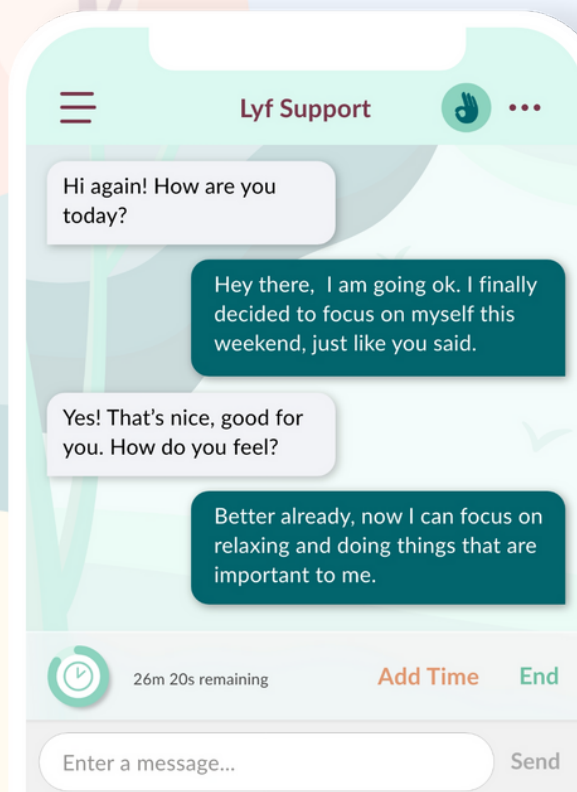 Lyf Support
Hi again! How are you
today?
Hey there,  I am going ok. I finally
decided to focus on myself this
weekend, just like you said.
Yes! That’s nice, good for
you. How do you feel?
Better already, now I can focus on
relaxing and doing things that are
important to me.
26m 20s remaining
Add Time
End
Enter a message...
Send